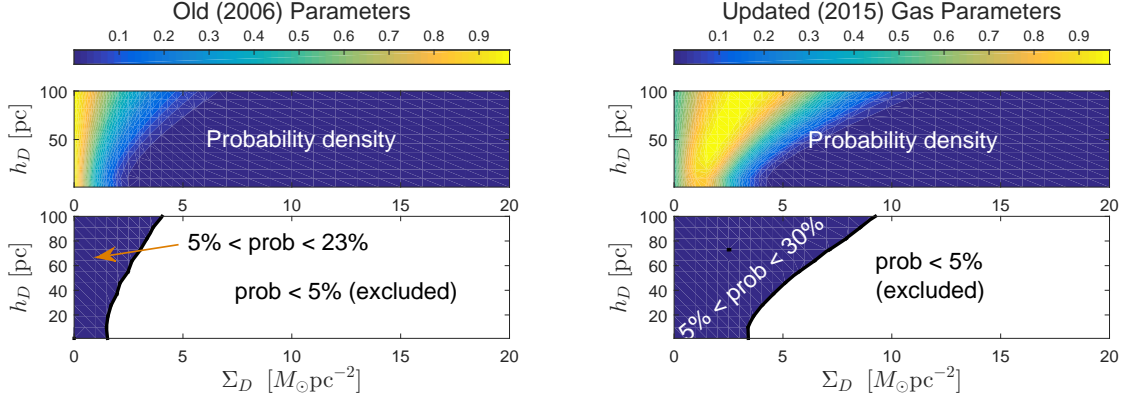 Old (2006) Parameters
0.1 0.2 0.3 0.4 0.5 0.6 0.7 0.8 0.9
100
50
h_D [pc]
Probability density
0 5 10 15 20
100
80
60
40
20
h_D [pc]
5% < prob < 23%
prob < 5% (excluded)
0 5 10 15 20
Σ_D [M_⊙pc⁻²]
Updated (2015) Gas Parameters
0.1 0.2 0.3 0.4 0.5 0.6 0.7 0.8 0.9
100
50
h_D [pc]
Probability density
0 5 10 15 20
100
80
60
40
20
h_D [pc]
5% < prob < 30%
prob < 5%
(excluded)
0 5 10 15 20
Σ_D [M_⊙pc⁻²]